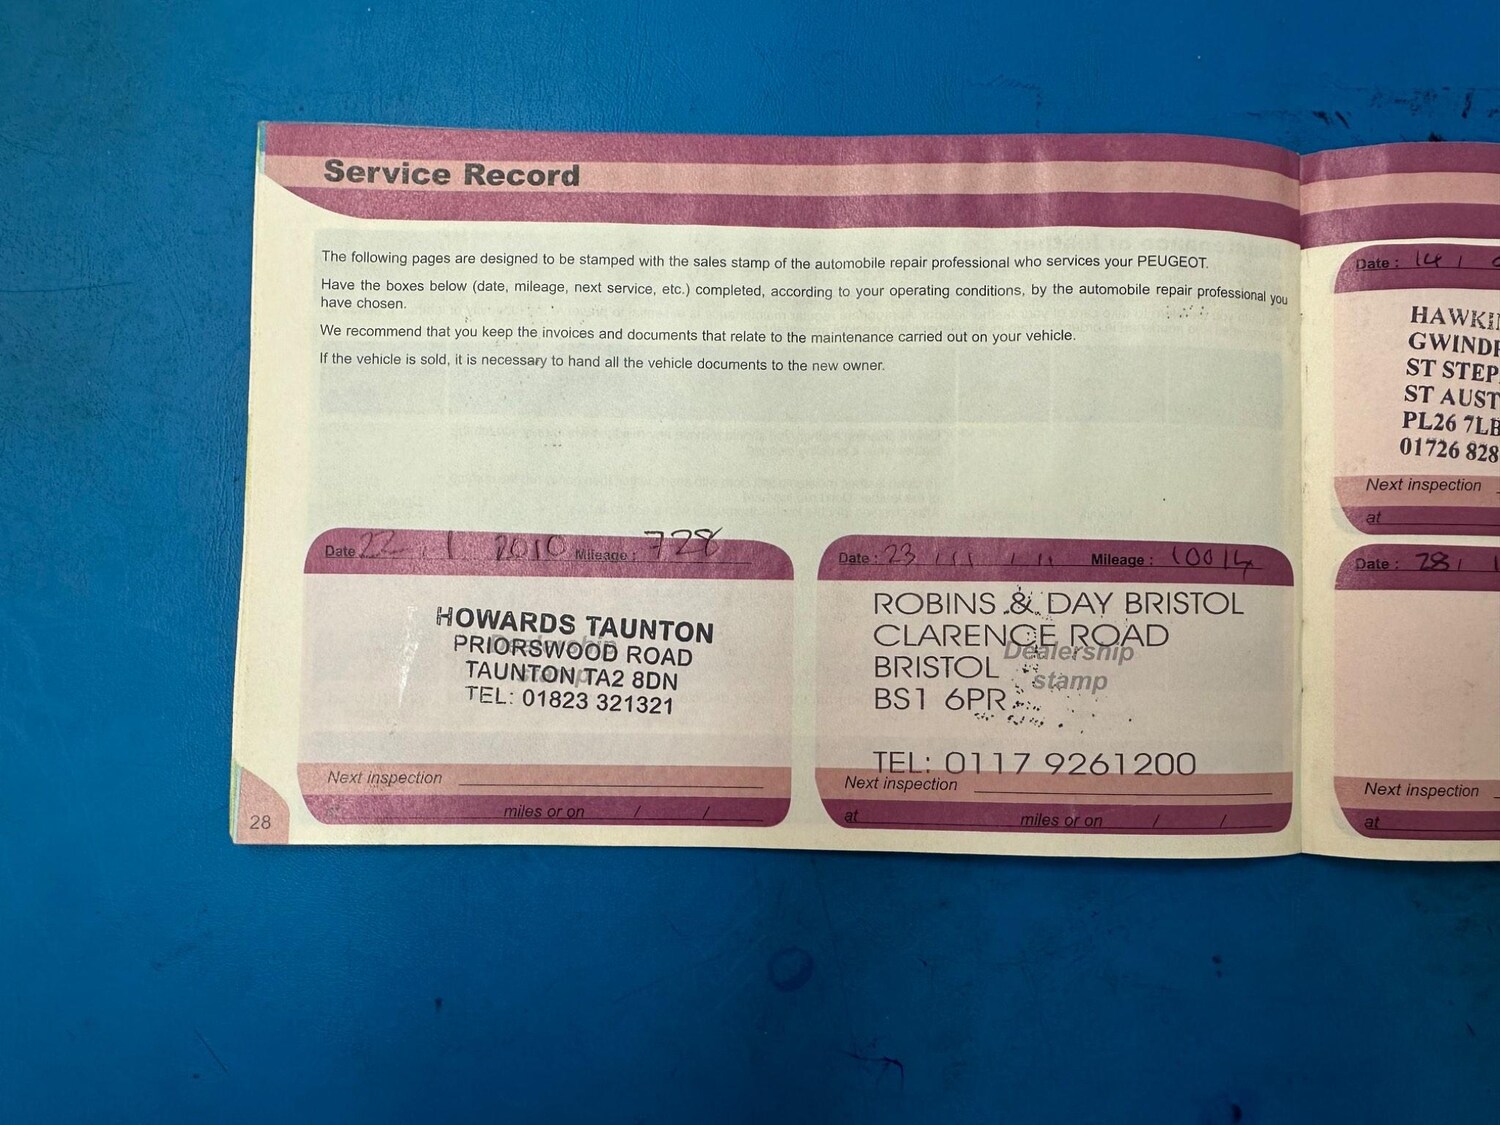 Service Record
The following pages are designed to be stamped with the sales stamp of the automobile repair professional who services your PEUGEOT.
Have the boxes below (date, mileage, next service, etc.) completed, according to your operating conditions, by the automobile repair professional you
have chosen.
We recommend that you keep the invoices and documents that relate to the maintenance carried out on your vehicle.
If the vehicle is sold, it is necessary to hand all the vehicle documents to the new owner.
Date 22 / 1 2010 Mileage : 728
HOWARDS TAUNTON
PRIORSWOOD ROAD
TAUNTON TA2 8DN
TEL: 01823 321321
Dealership
stamp
Next inspection
miles or on / /
28
Date : 23 / 11 / 11 Mileage : 10014
ROBINS & DAY BRISTOL
CLARENCE ROAD
BRISTOL
BS1 6PR
TEL: 0117 9261200
Dealership
stamp
Next inspection
at miles or on / /
Date : 14 /
HAWKIN
GWINDR
ST STEP
ST AUST
PL26 7LB
01726 828
Next inspection
at
Date : 28 /
Next inspection
at